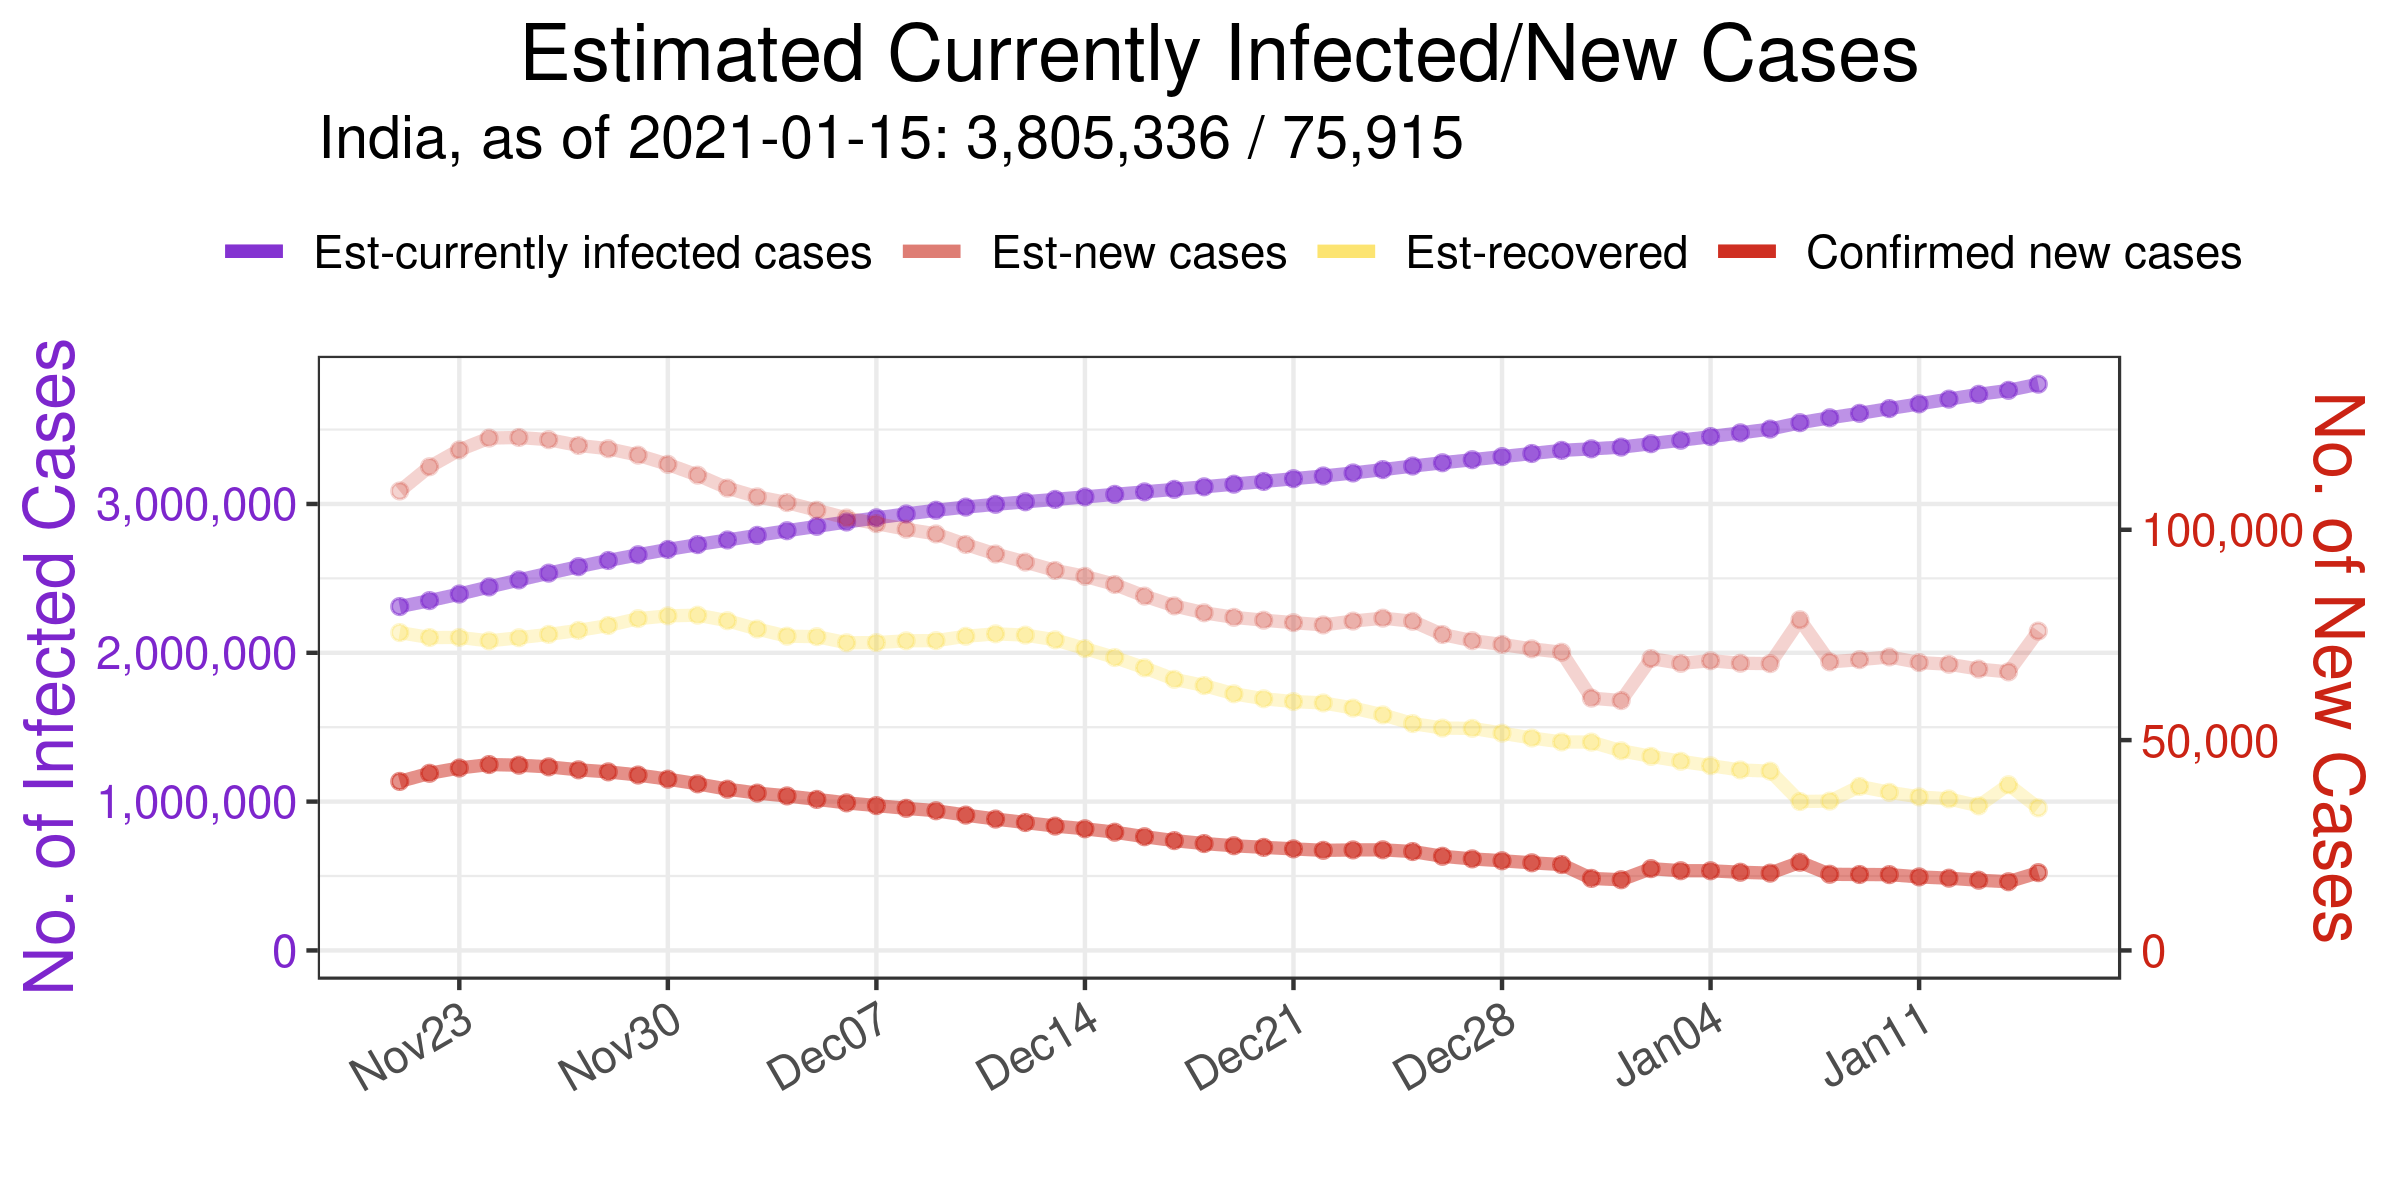 Estimated Currently Infected/New Cases
India, as of 2021-01-15: 3,805,336 / 75,915
Est-currently infected cases Est-new cases Est-recovered Confirmed new cases
No. of Infected Cases
3,000,000
2,000,000
1,000,000
0
100,000
50,000
0
No. of New Cases
Nov23 Nov30 Dec07 Dec14 Dec21 Dec28 Jan04 Jan11